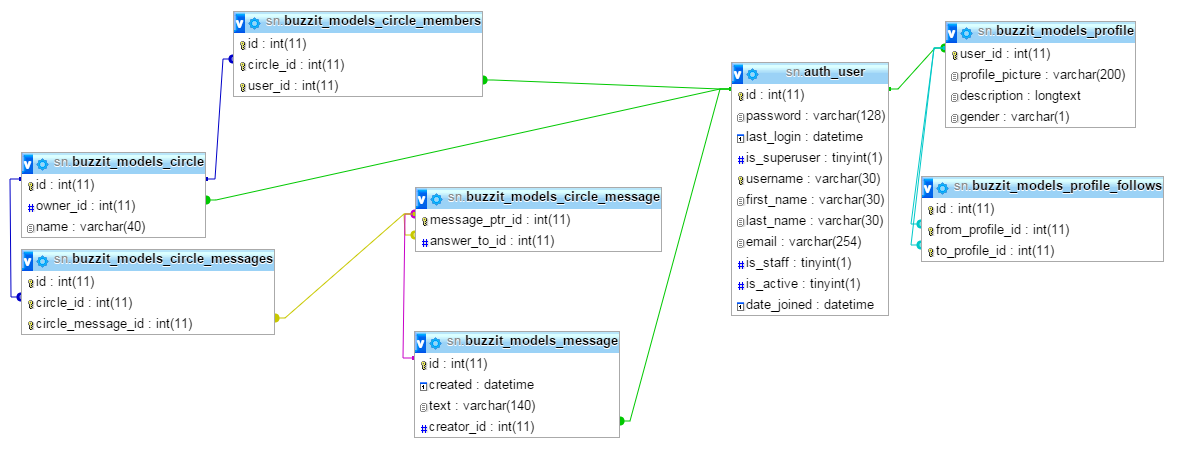 sn.buzzit_models_circle_members
id : int(11)
circle_id : int(11)
user_id : int(11)
sn.buzzit_models_profile
user_id : int(11)
profile_picture : varchar(200)
description : longtext
gender : varchar(1)
sn.auth_user
id : int(11)
password : varchar(128)
last_login : datetime
is_superuser : tinyint(1)
username : varchar(30)
first_name : varchar(30)
last_name : varchar(30)
email : varchar(254)
is_staff : tinyint(1)
is_active : tinyint(1)
date_joined : datetime
sn.buzzit_models_circle
id : int(11)
owner_id : int(11)
name : varchar(40)
sn.buzzit_models_profile_follows
id : int(11)
from_profile_id : int(11)
to_profile_id : int(11)
sn.buzzit_models_circle_message
message_ptr_id : int(11)
answer_to_id : int(11)
sn.buzzit_models_circle_messages
id : int(11)
circle_id : int(11)
circle_message_id : int(11)
sn.buzzit_models_message
id : int(11)
created : datetime
text : varchar(140)
creator_id : int(11)